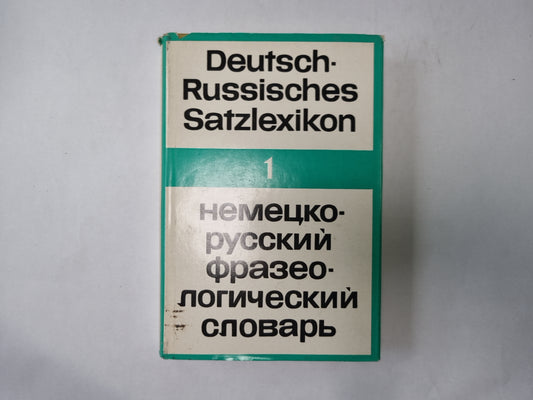 Deutsch-
Russisches
Satzlexikon
1
немецко-
русский
фразео-
логический
словарь